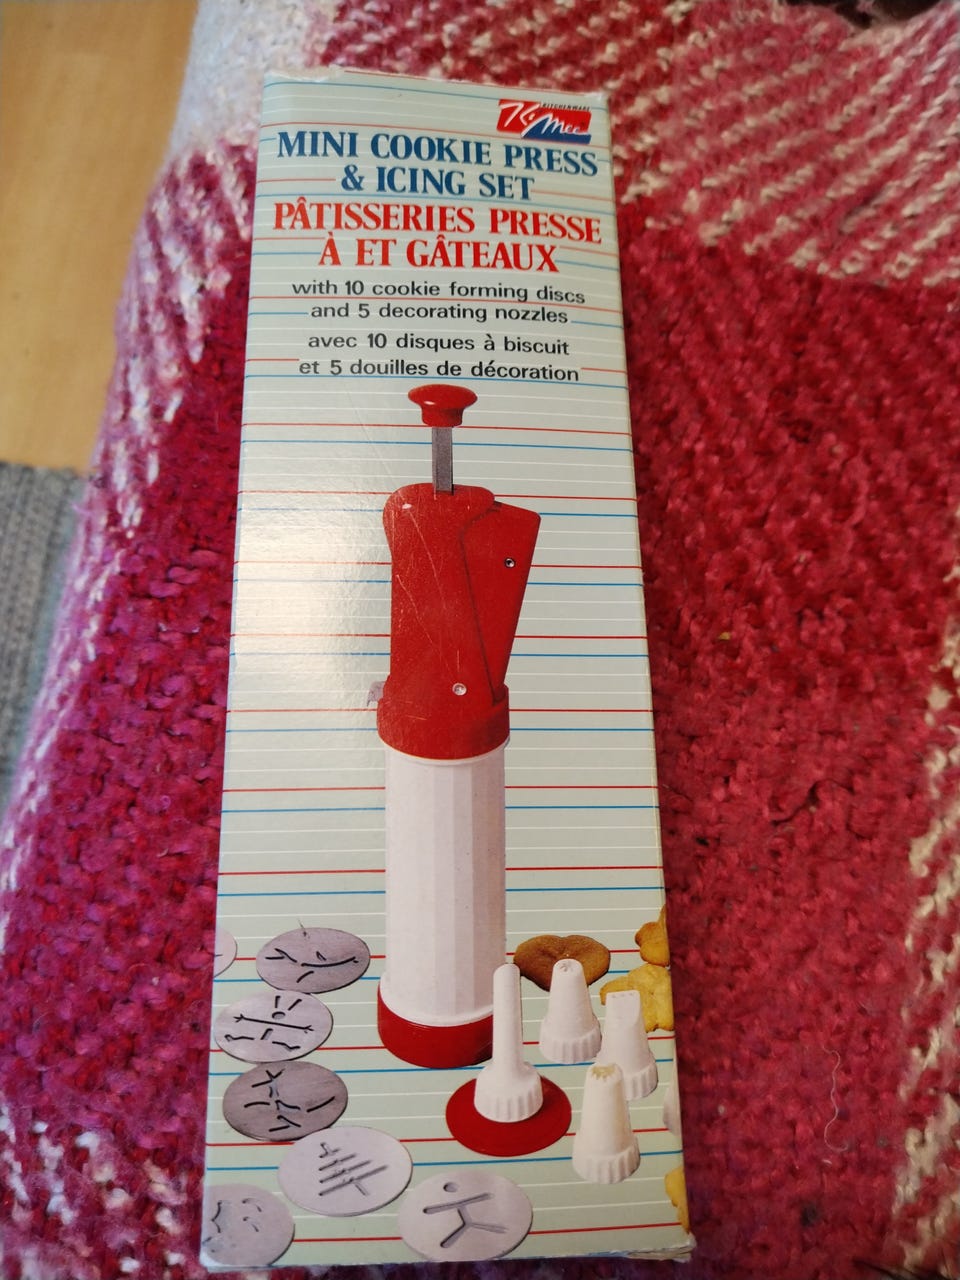 KITCHENWARE
MINI COOKIE PRESS
& ICING SET
PÂTISSERIES PRESSE
À ET GÂTEAUX
with 10 cookie forming discs
and 5 decorating nozzles
avec 10 disques à biscuit
et 5 douilles de décoration